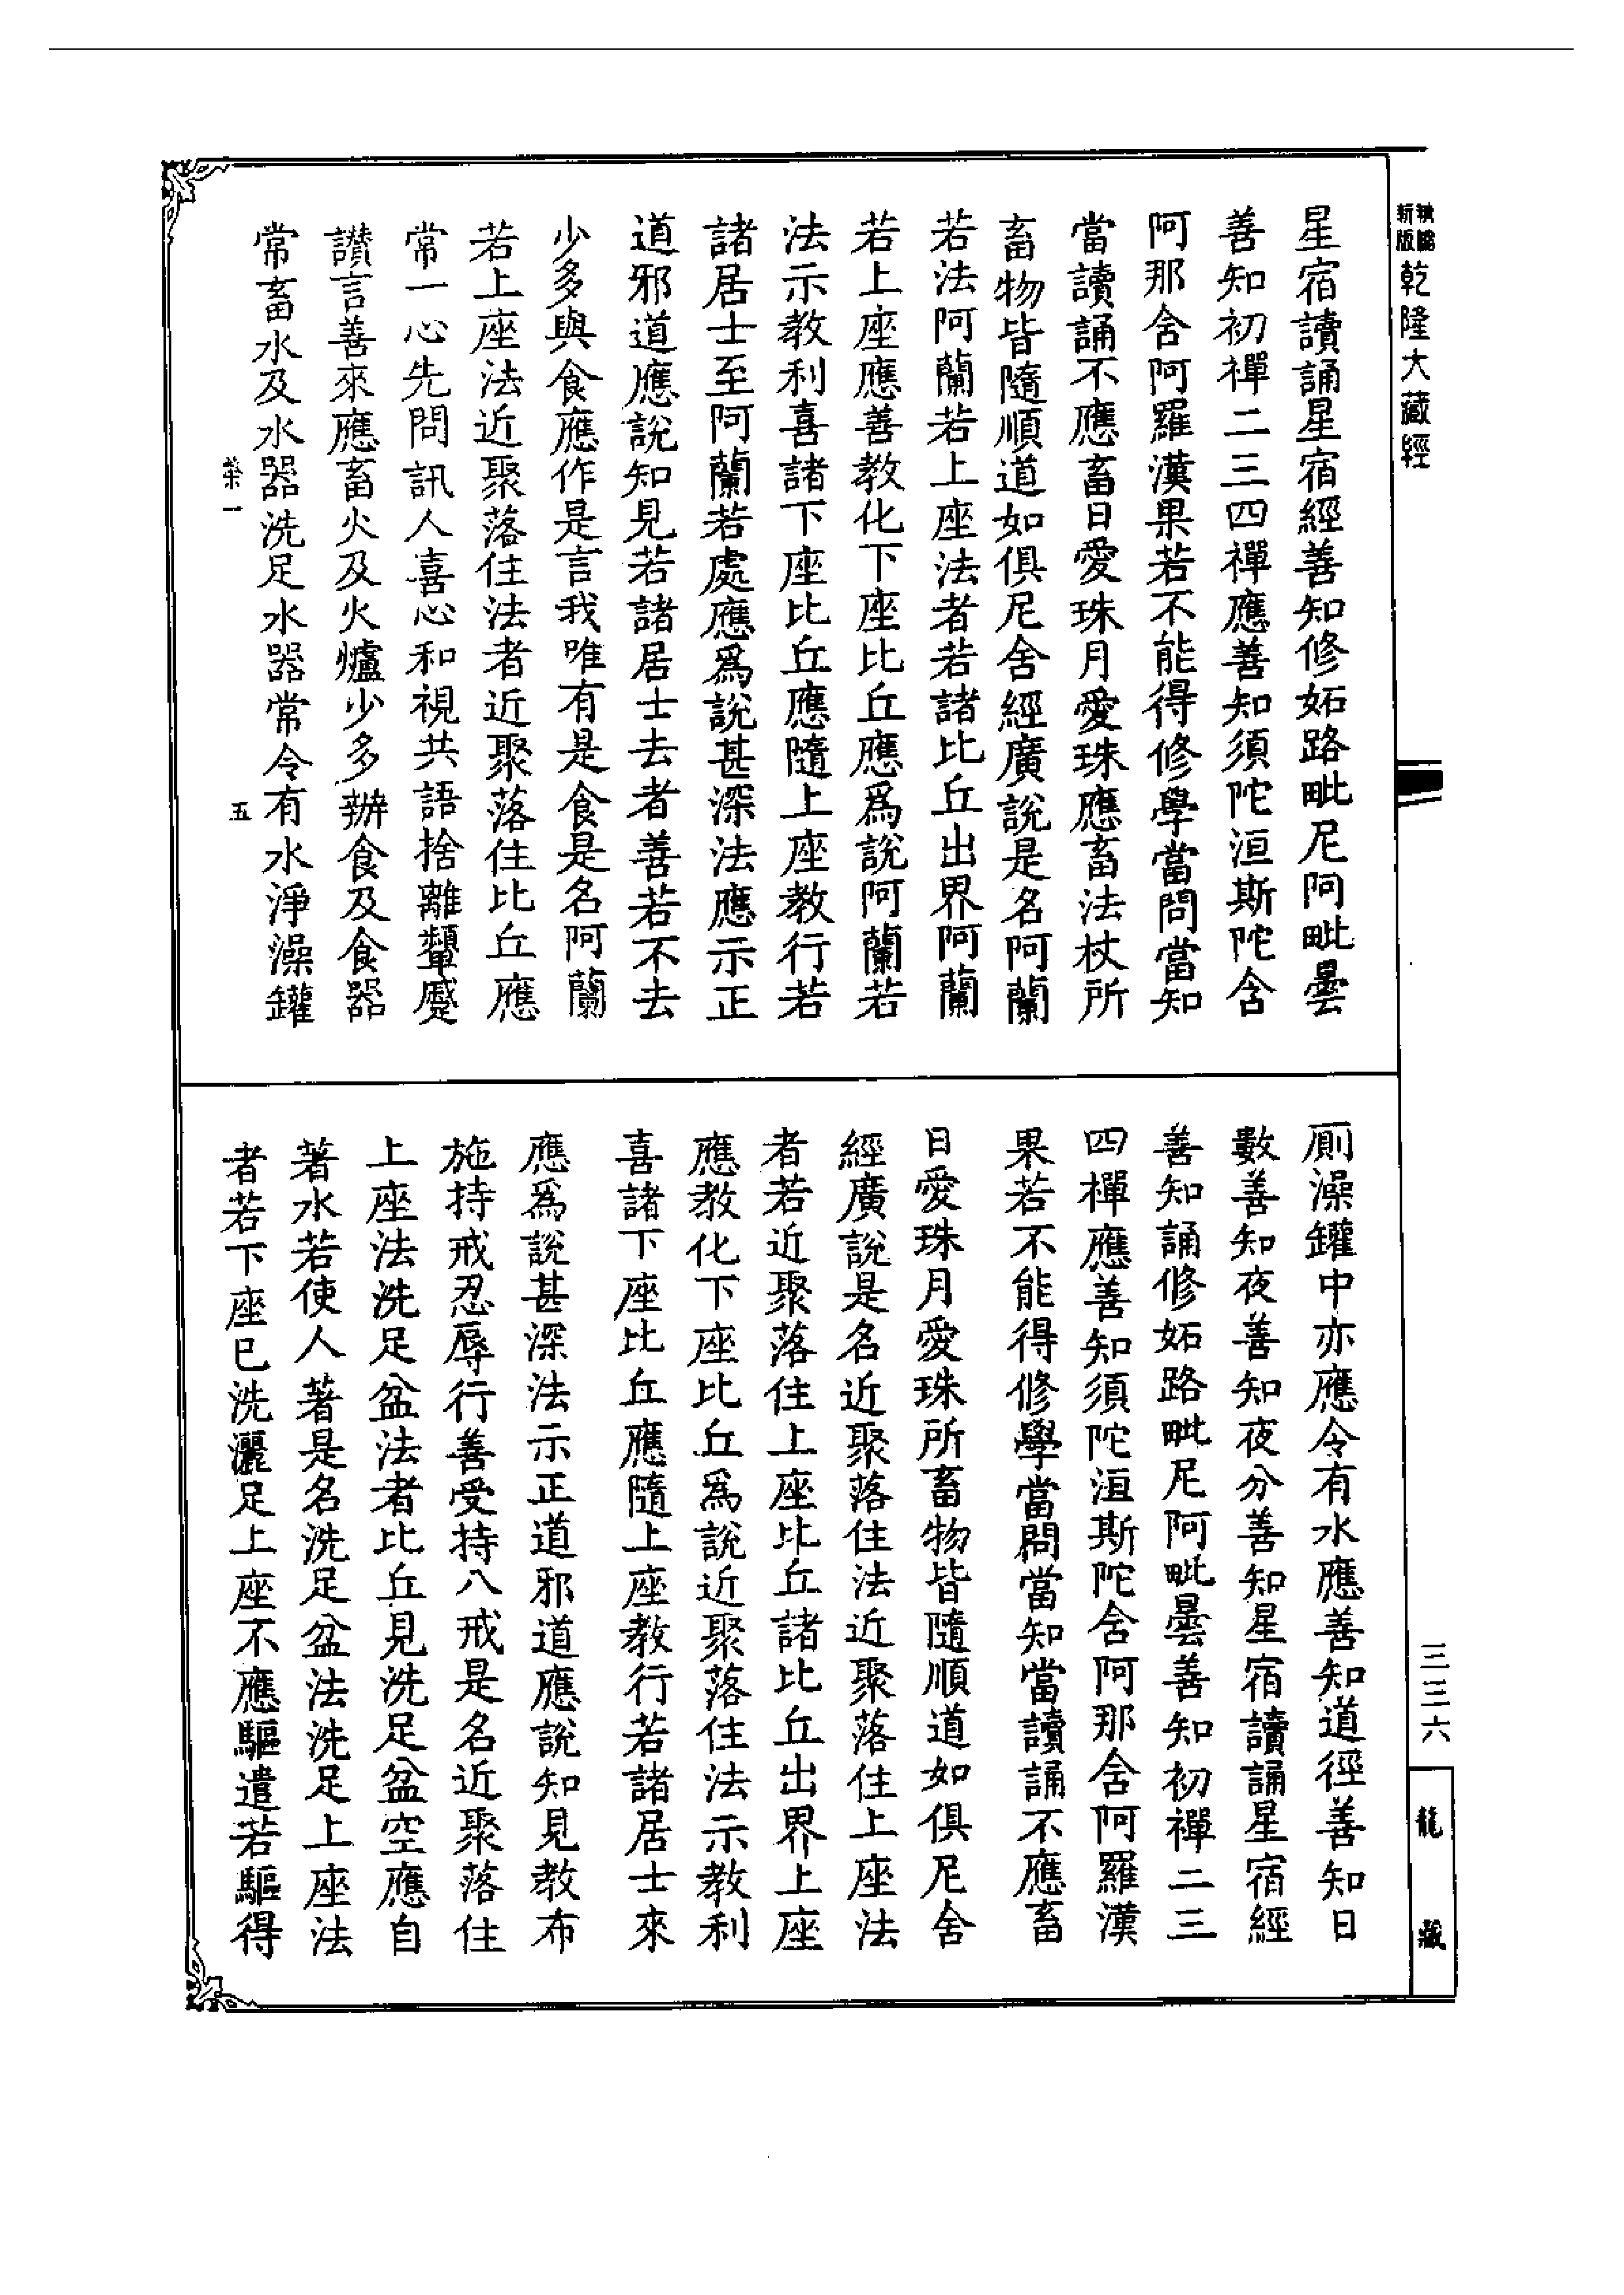 新版
乾隆大藏經
星宿讀誦星宿經善知修妬路毗尼阿毗曇
善知初禪二三四禪應善知須陀洹斯陀含
阿那含阿羅漢果若不能得修學當問當知
當讀誦不應畜日愛珠月愛珠應畜法杖所
畜物皆隨順道如俱尼舍經廣說是名阿蘭
若法阿蘭若上座法者若諸比丘出界阿蘭
若上座應善教化下座比丘應爲說阿蘭若
法示教利喜諸下座比丘應隨上座教行若
諸居士至阿蘭若處應爲說甚深法應示正
道邪道應說知見若諸居士去者善若不去
少多與食應作是言我唯有是食是名阿蘭
若上座法近聚落住法者近聚落住比丘應
常一心先問訊人喜心和視共語捨離顰蹙
讚言善來應畜火及火爐少多辦食及食器
常畜水及水器洗足水器常令有水淨澡罐
榮一
五
廁澡罐中亦應令有水應善知道徑善知日
數善知夜善知夜分善知星宿讀誦星宿經
善知誦修妬路毗尼阿毗曇善知初禪二三
四禪應善知須陀洹斯陀含阿那含阿羅漢
果若不能得修學當問當知當讀誦不應畜
日愛珠月愛珠所畜物皆隨順道如俱尼舍
經廣說是名近聚落住法近聚落住上座法
者若近聚落住上座比丘諸比丘出界上座
應教化下座比丘爲說近聚落住法示教利
喜諸下座比丘應隨上座教行若諸居士來
應爲說甚深法示正道邪道應說知見教布
施持戒忍辱行善受持八戒是名近聚落住
上座法洗足盆法者比丘見洗足盆空應自
著水若使人著是名洗足盆法洗足上座法
者若下座已洗灑足上座不應驅遣若驅得
三三六
龍藏